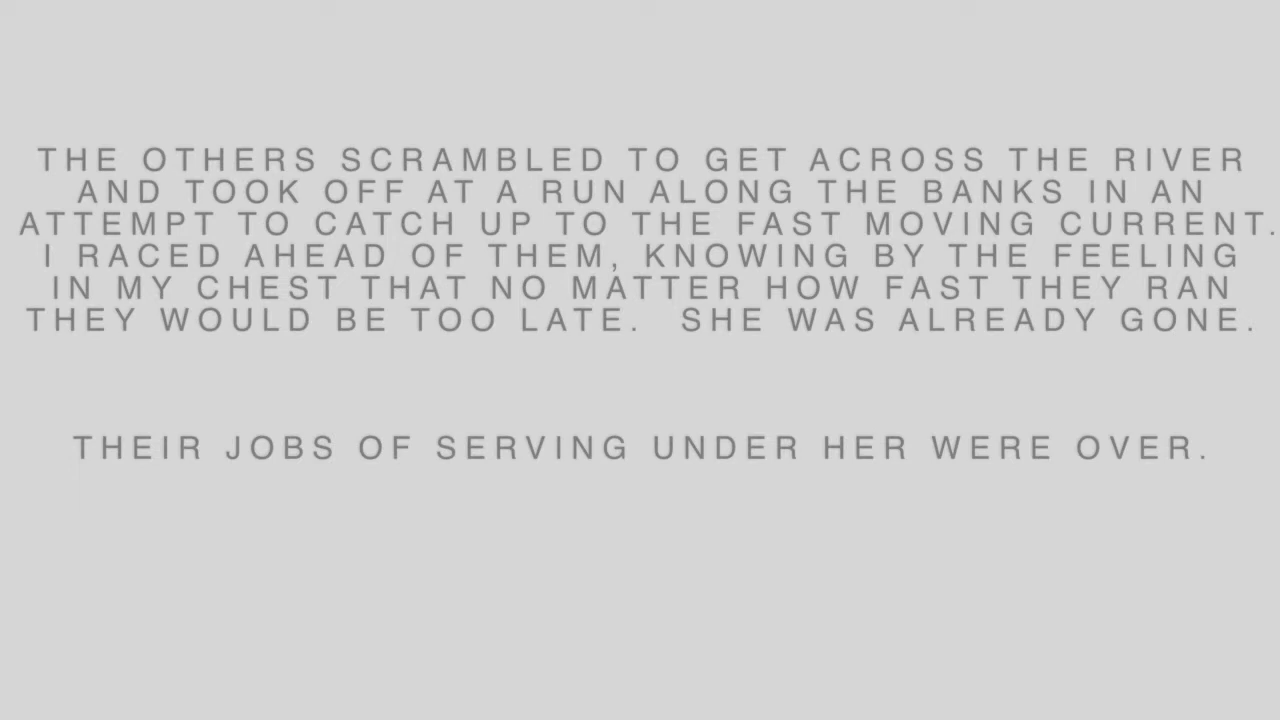 THE OTHERS SCRAMBLED TO GET ACROSS THE RIVER
AND TOOK OFF AT A RUN ALONG THE BANKS IN AN
ATTEMPT TO CATCH UP TO THE FAST MOVING CURRENT.
I RACED AHEAD OF THEM, KNOWING BY THE FEELING
IN MY CHEST THAT NO MATTER HOW FAST THEY RAN
THEY WOULD BE TOO LATE.  SHE WAS ALREADY GONE.
THEIR JOBS OF SERVING UNDER HER WERE OVER.